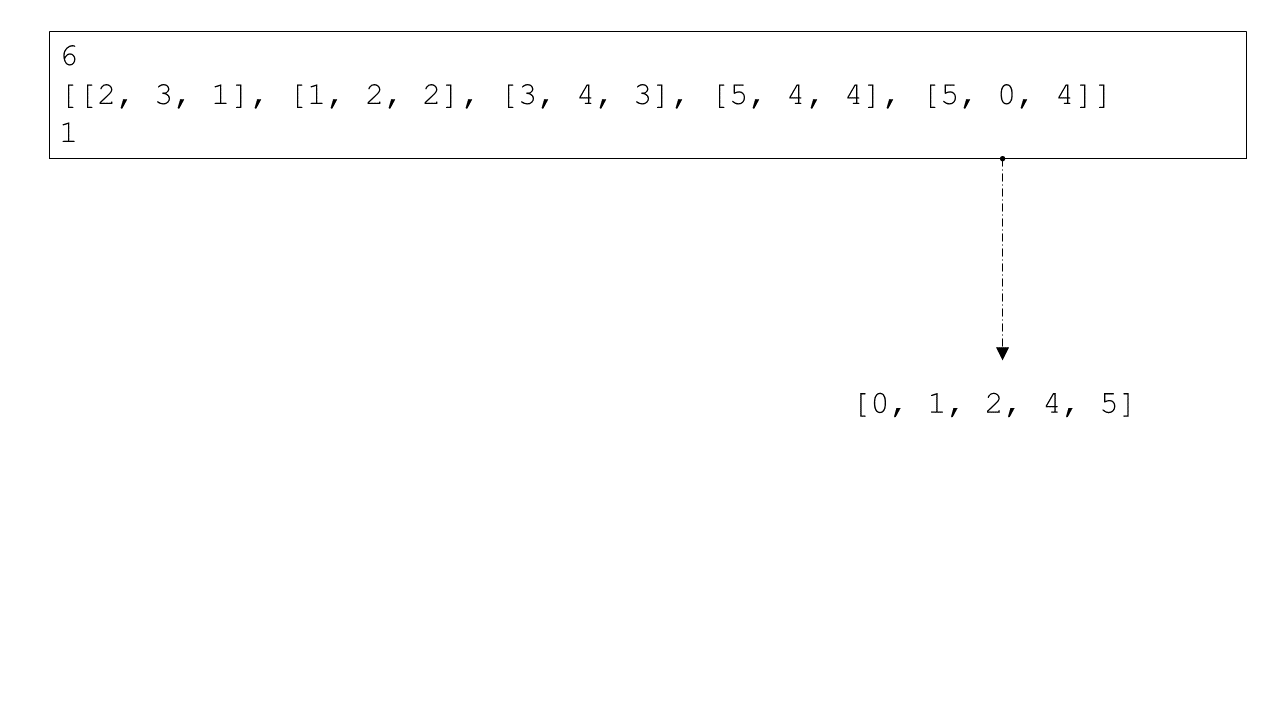 6
[[2, 3, 1], [1, 2, 2], [3, 4, 3], [5, 4, 4], [5, 0, 4]]
1
[0, 1, 2, 4, 5]